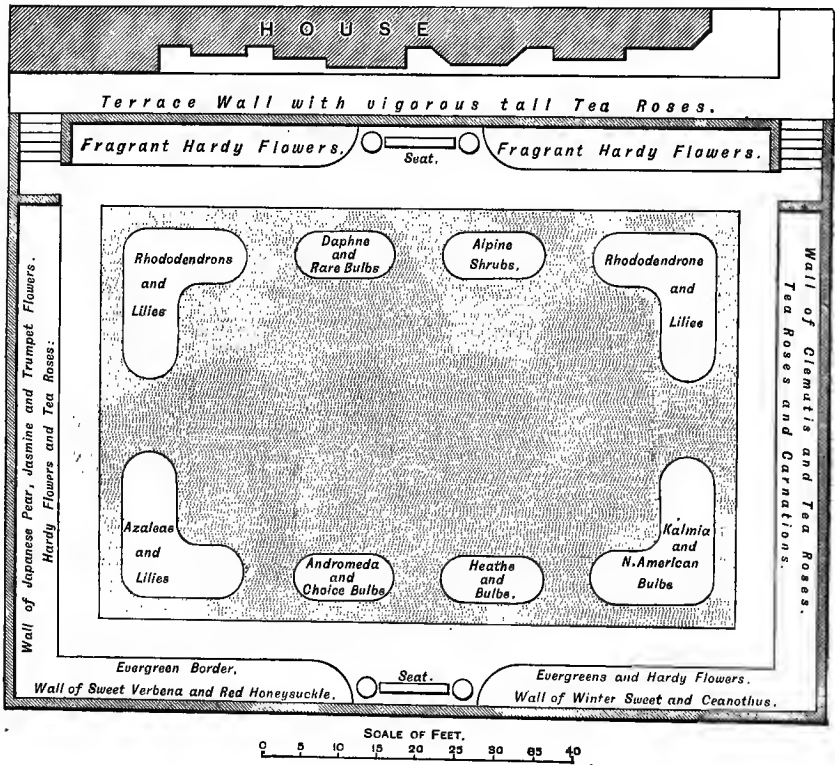 HOUSE
Terrace Wall with vigorous tall Tea Roses.
Fragrant Hardy Flowers.
Seat.
Fragrant Hardy Flowers.
Rhododendrons
and
Lilies
Daphne
and
Rare Bulbs
Alpine
Shrubs.
Rhododendrons
and
Lilies
Wall of Japanese Pear, Jasmine and Trumpet Flowers.
Hardy Flowers and Tea Roses:
Wall of Clematis and Tea Roses.
Tea Roses and Carnations.
Azaleas
and
Lilies
Andromeda
and
Choice Bulbs
Heaths
and
Bulbs.
Kalmia
and
N. American
Bulbs
Evergreen Border.
Wall of Sweet Verbena and Red Honeysuckle.
Seat.
Evergreens and Hardy Flowers.
Wall of Winter Sweet and Ceanothus.
SCALE OF FEET.
0 5 10 15 20 25 30 35 40